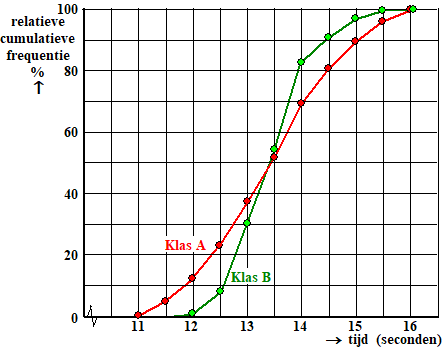 relatieve
cumulatieve
frequentie
%
↑
100
80
60
40
20
0
Klas A
Klas B
11 12 13 14 15 16
→ tijd (seconden)